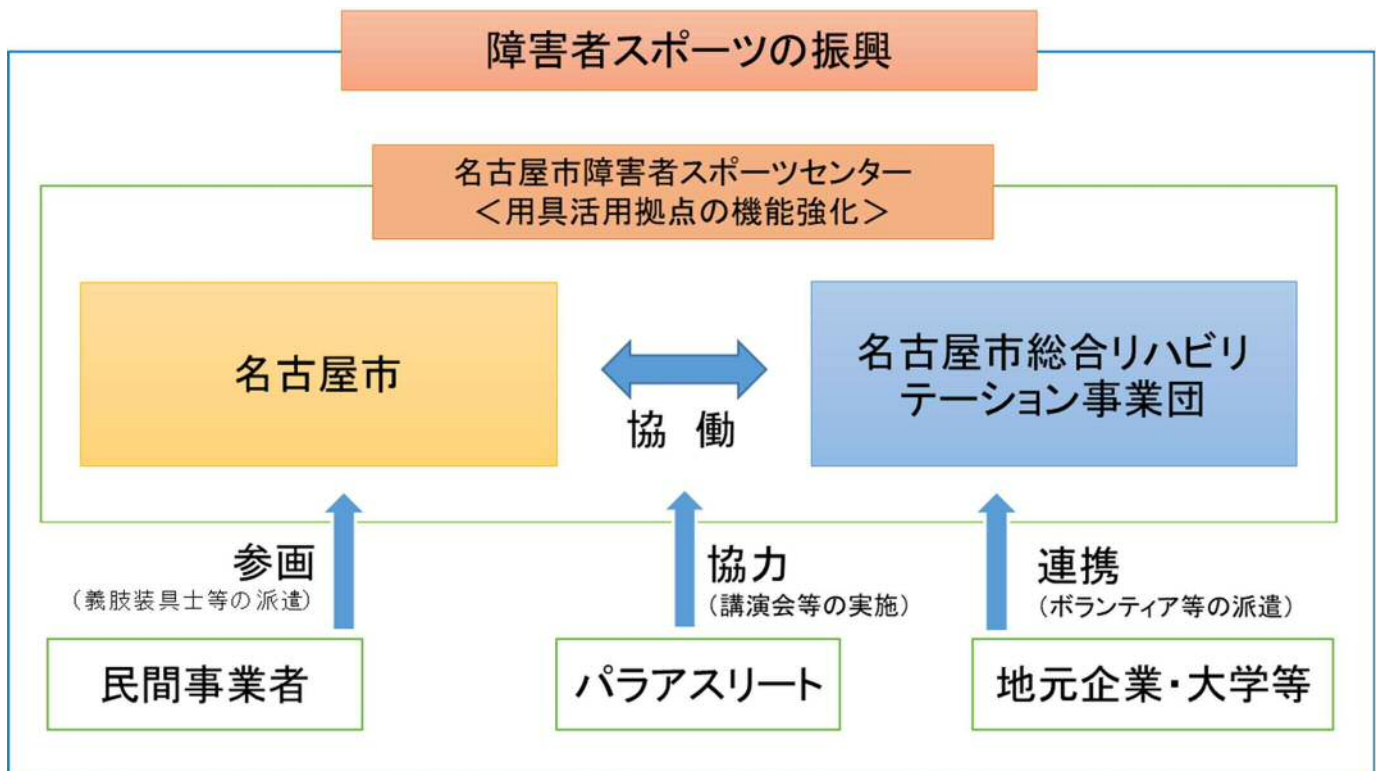 障害者スポーツの振興
名古屋市障害者スポーツセンター
＜用具活用拠点の機能強化＞
名古屋市
協 働
名古屋市総合リハビリ
テーション事業団
参画
（義肢装具士等の派遣）
協力
（講演会等の実施）
連携
（ボランティア等の派遣）
民間事業者
パラアスリート
地元企業・大学等